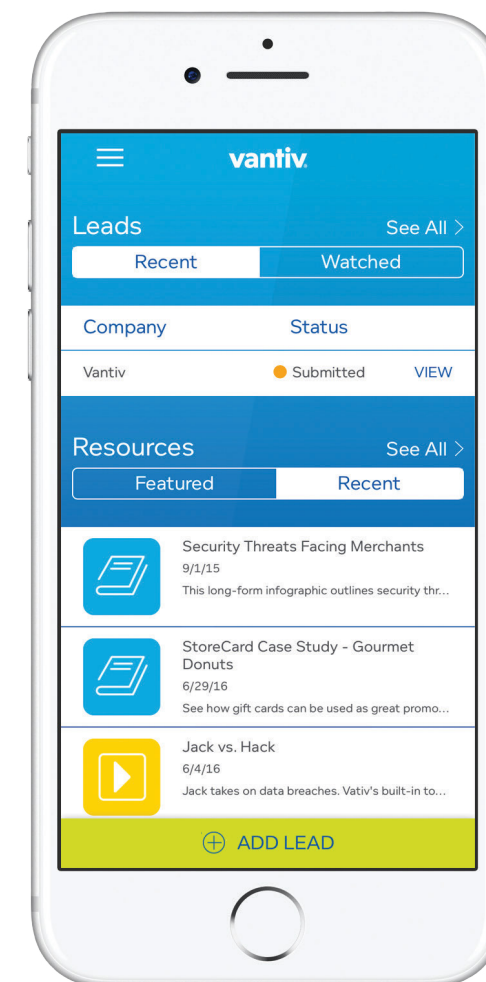 vantiv.
Leads
See All >
Recent
Watched
Company
Status
Vantiv
Submitted
VIEW
Resources
See All >
Featured
Recent
Security Threats Facing Merchants
9/1/15
This long-form infographic outlines security thr...
StoreCard Case Study - Gourmet
Donuts
6/29/16
See how gift cards can be used as great promo...
Jack vs. Hack
6/4/16
Jack takes on data breaches. Vativ's built-in to...
ADD LEAD